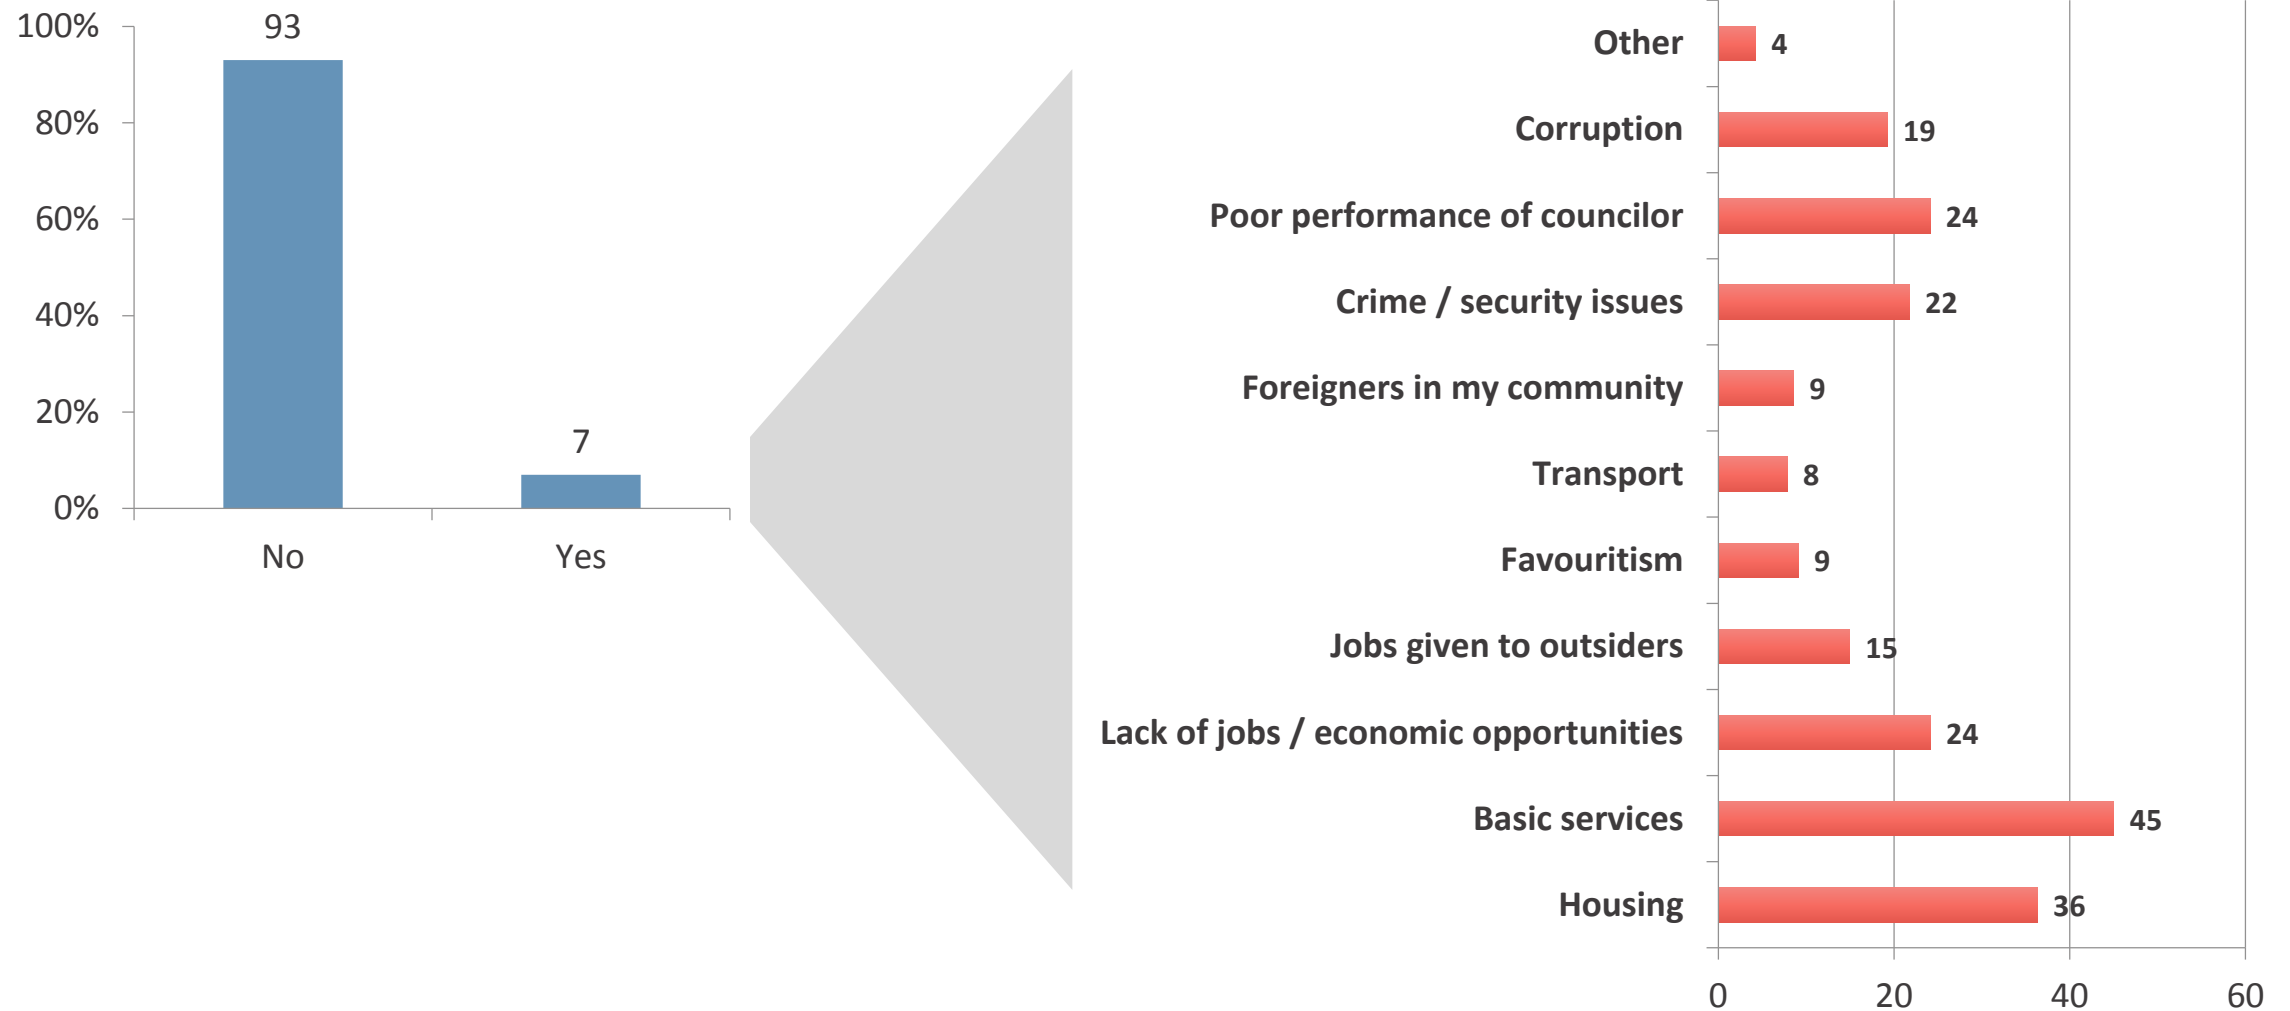 100%
93
80%
60%
40%
20%
7
0%
No
Yes
Other
4
Corruption
19
Poor performance of councilor
24
Crime / security issues
22
Foreigners in my community
9
Transport
8
Favouritism
9
Jobs given to outsiders
15
Lack of jobs / economic opportunities
24
Basic services
45
Housing
36
0
20
40
60